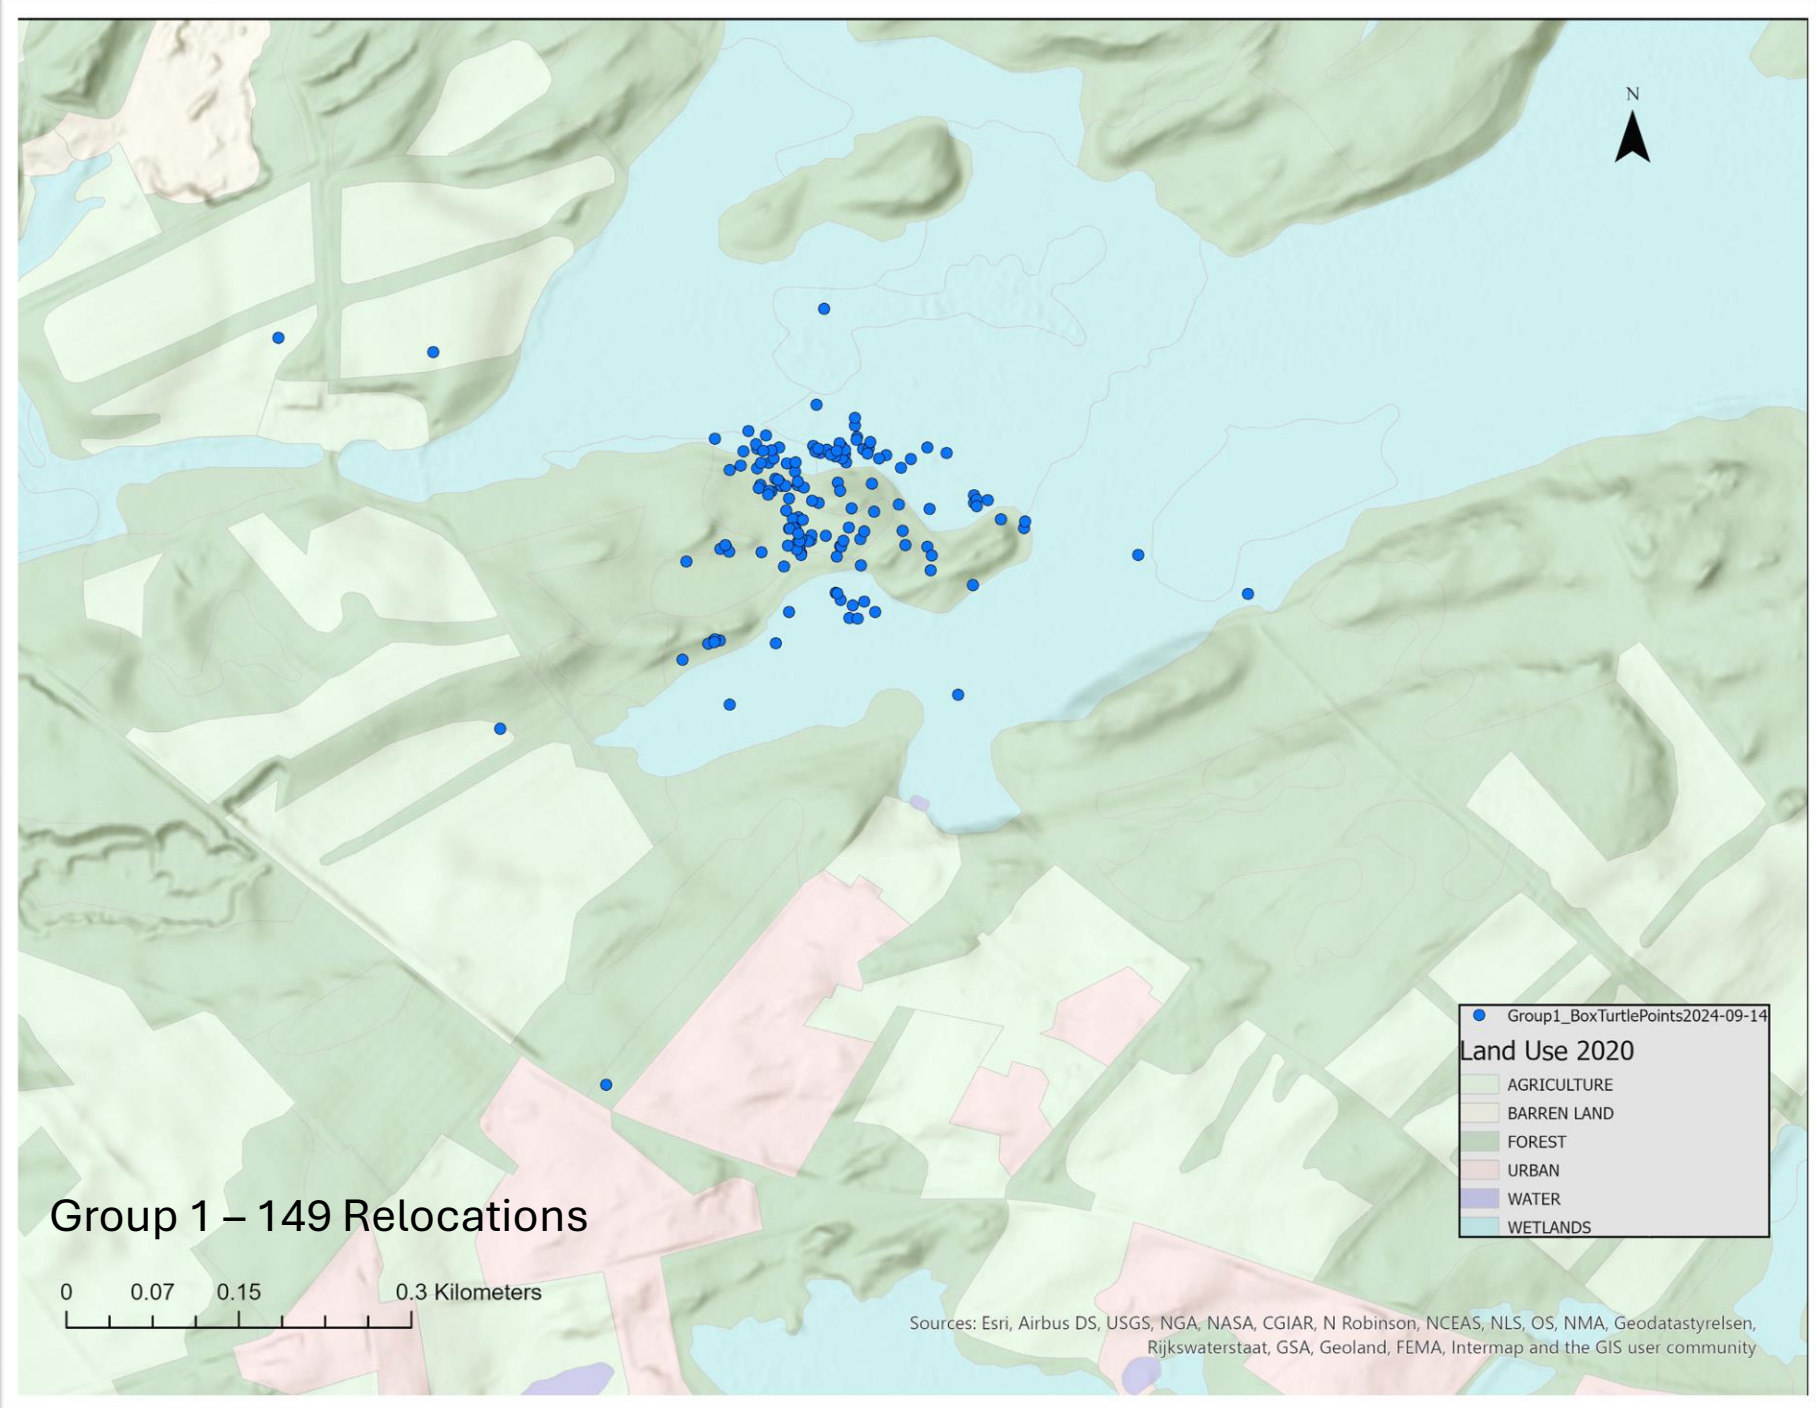 N
Group1_BoxTurtlePoints2024-09-14
Land Use 2020
AGRICULTURE
BARREN LAND
FOREST
URBAN
WATER
WETLANDS
Group 1 – 149 Relocations
0 0.07 0.15 0.3 Kilometers
Sources: Esri, Airbus DS, USGS, NGA, NASA, CGIAR, N Robinson, NCEAS, NLS, OS, NMA, Geodatastyrelsen,
Rijkswaterstaat, GSA, Geoland, FEMA, Intermap and the GIS user community